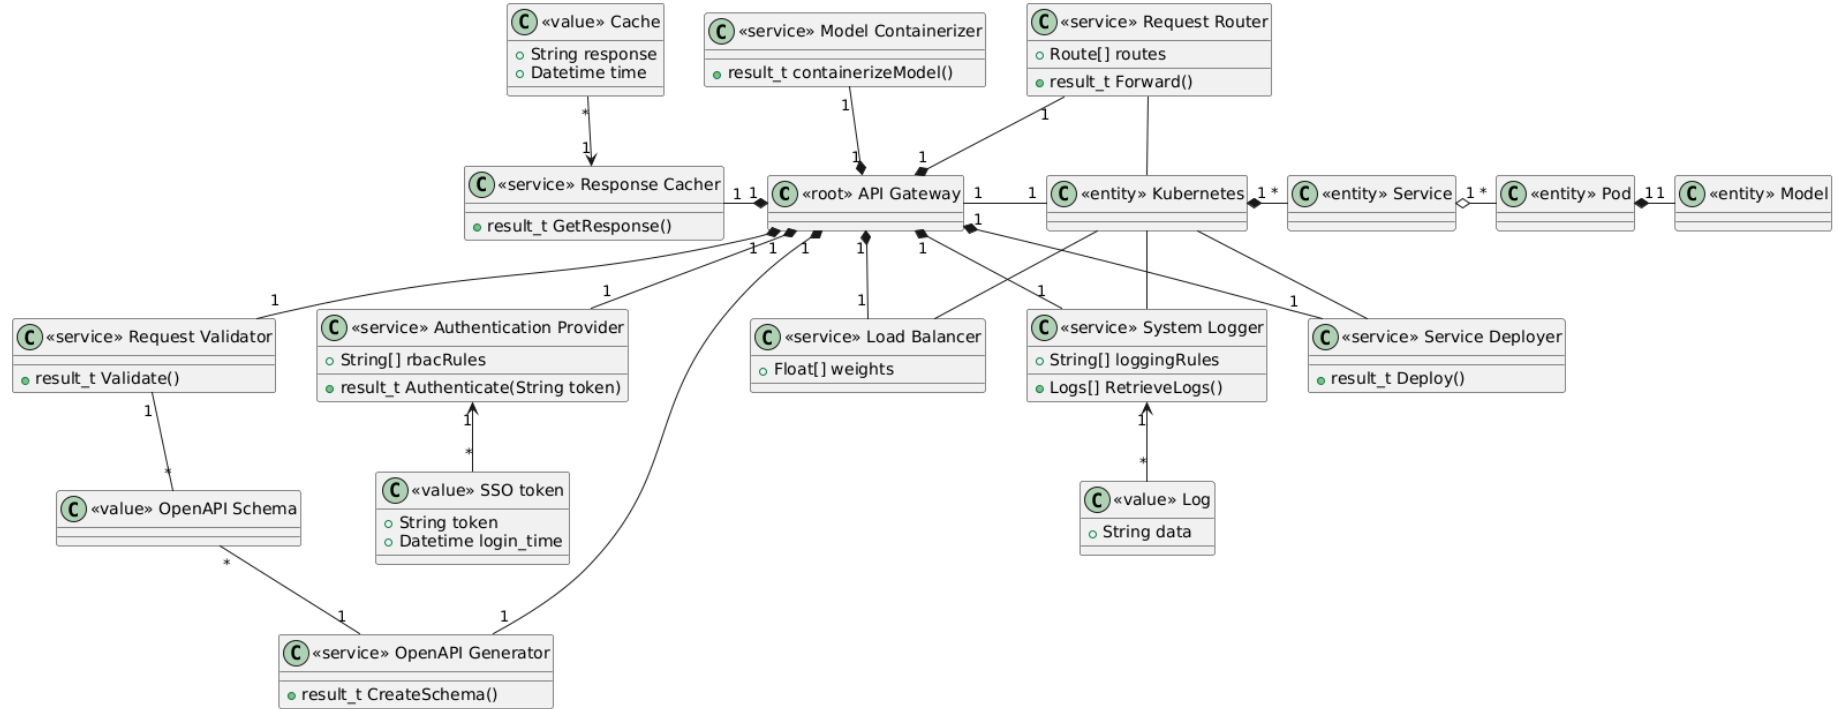 C «value» Cache
String response
Datetime time
C «service» Model Containerizer
result_t containerizeModel()
C «service» Request Router
Route[] routes
result_t Forward()
* 1
1 1
1 1
C «service» Response Cacher
result_t GetResponse()
1 1
C «root» API Gateway
1 1
C «entity» Kubernetes
1 *
C «entity» Service
1 *
C «entity» Pod
1 1
C «entity» Model
1 1 1 1 1 1
1 1 1 1 1
C «service» Request Validator
result_t Validate()
C «service» Authentication Provider
String[] rbacRules
result_t Authenticate(String token)
C «service» Load Balancer
Float[] weights
C «service» System Logger
String[] loggingRules
Logs[] RetrieveLogs()
C «service» Service Deployer
result_t Deploy()
1 *
1 *
1 *
C «value» OpenAPI Schema
C «value» SSO token
String token
Datetime login_time
C «value» Log
String data
* 1
1
C «service» OpenAPI Generator
result_t CreateSchema()